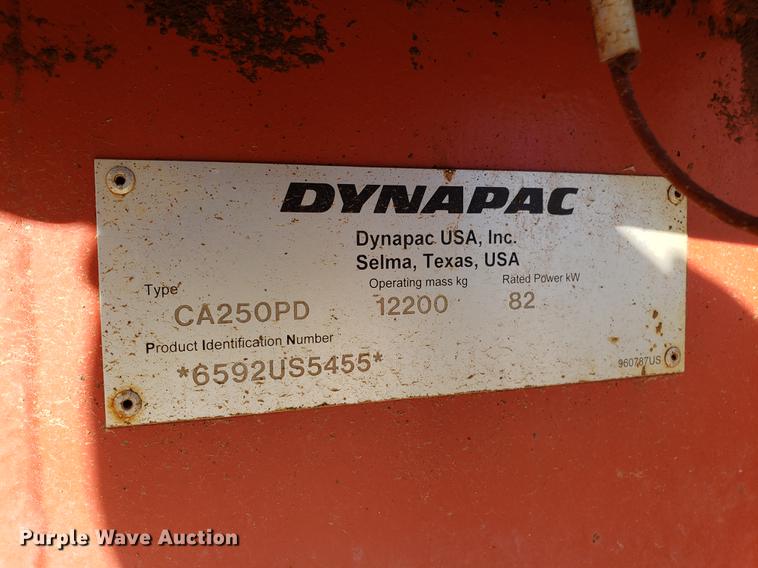 DYNAPAC
Dynapac USA, Inc.
Selma, Texas, USA
Type Operating mass kg Rated Power kW
CA250PD 12200 82
Product Identification Number
*6592US5455*
960787US
Purple Wave Auction